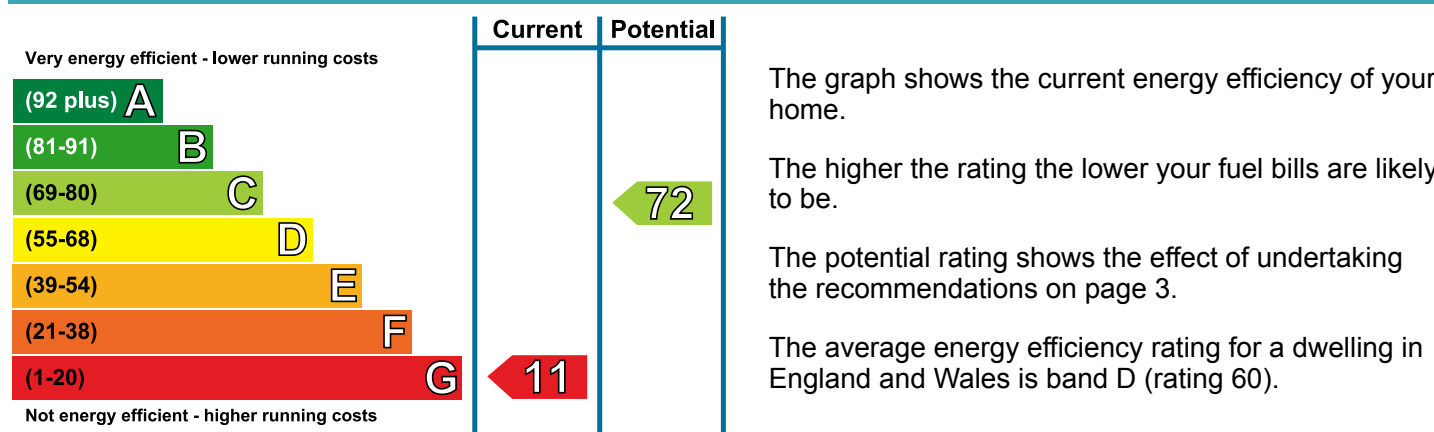 Current Potential
Very energy efficient - lower running costs
(92 plus) A
(81-91) B
(69-80) C
72
(55-68) D
(39-54) E
(21-38) F
(1-20) G
11
Not energy efficient - higher running costs
The graph shows the current energy efficiency of your
home.
The higher the rating the lower your fuel bills are likely
to be.
The potential rating shows the effect of undertaking
the recommendations on page 3.
The average energy efficiency rating for a dwelling in
England and Wales is band D (rating 60).